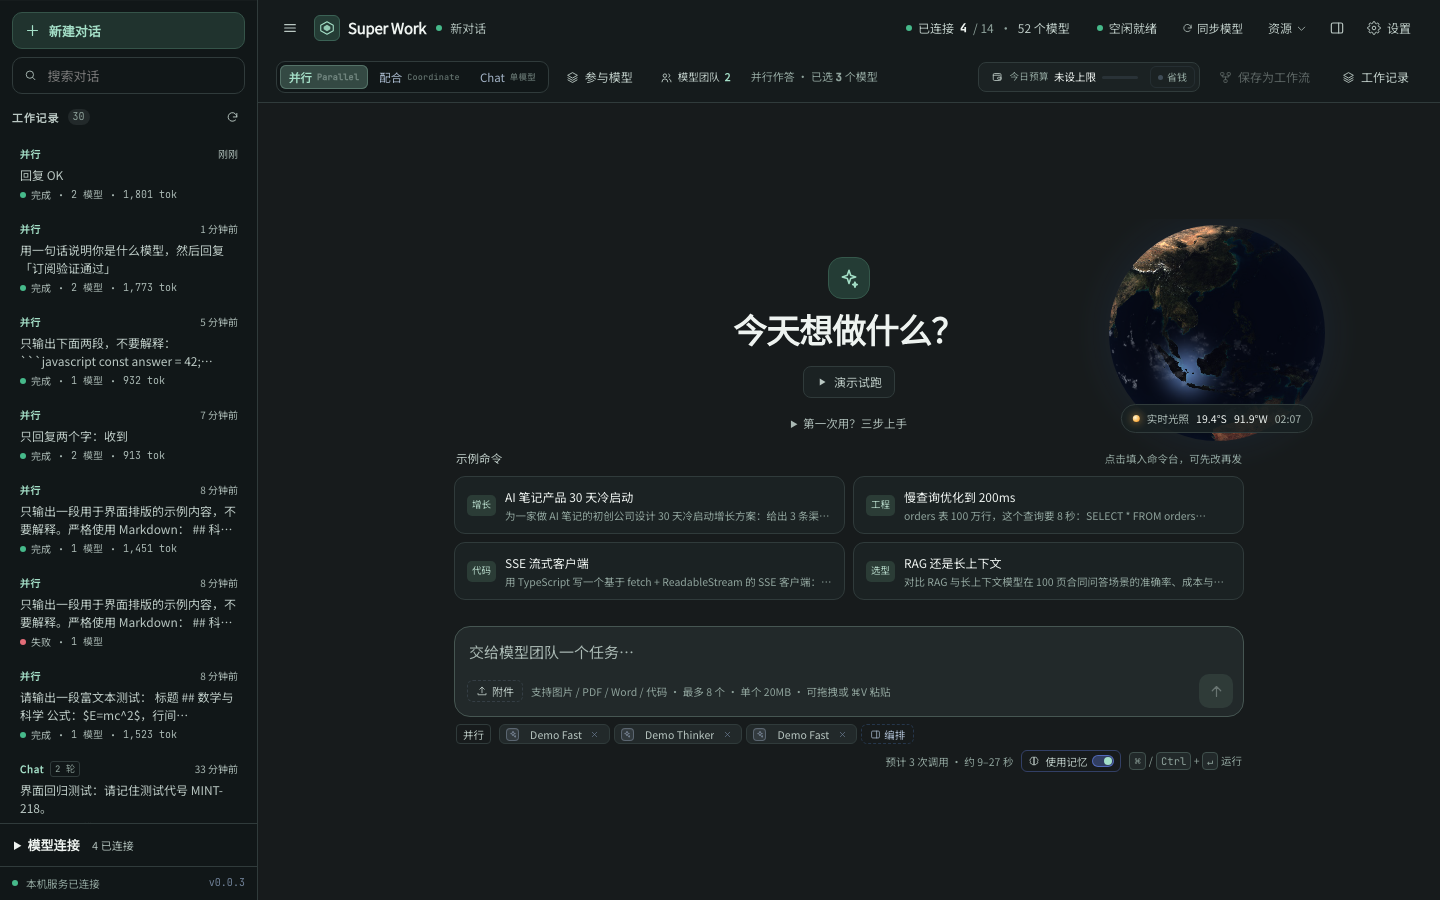 新建对话
搜索对话
工作记录 30
并行 刚刚
回复 OK
完成 · 2 模型 · 1,801 tok
并行 1 分钟前
用一句话说明你是什么模型，然后回复
「订阅验证通过」
完成 · 2 模型 · 1,773 tok
并行 5 分钟前
只输出下面两段，不要解释：
```javascript const answer = 42;…
完成 · 1 模型 · 932 tok
并行 7 分钟前
只回复两个字：收到
完成 · 2 模型 · 913 tok
并行 8 分钟前
只输出一段用于界面排版的示例内容，不
要解释。严格使用 Markdown： ## 科…
完成 · 1 模型 · 1,451 tok
并行 8 分钟前
只输出一段用于界面排版的示例内容，不
要解释。严格使用 Markdown： ## 科…
失败 · 1 模型
并行 8 分钟前
请输出一段富文本测试： 标题 ## 数学与
科学 公式：$E=mc^2$，行间…
完成 · 1 模型 · 1,523 tok
Chat 2 轮 33 分钟前
界面回归测试：请记住测试代号 MINT-
218。
模型连接 4 已连接
本机服务已连接 v0.0.3
Super Work 新对话
已连接 4 / 14 · 52 个模型 空闲就绪 同步模型 资源 设置
并行 Parallel 配合 Coordinate Chat 单模型 参与模型 模型团队 2 并行作答 · 已选 3 个模型
今日预算 未设上限 省钱 保存为工作流 工作记录
今天想做什么？
演示试跑
第一次用？三步上手
实时光照 19.4°S 91.9°W 02:07
示例命令 点击填入命令台，可先改再发
增长 AI 笔记产品 30 天冷启动
为一家做 AI 笔记的初创公司设计 30 天冷启动增长方案：给出 3 条渠…
工程 慢查询优化到 200ms
orders 表 100 万行，这个查询要 8 秒：SELECT * FROM orders…
代码 SSE 流式客户端
用 TypeScript 写一个基于 fetch + ReadableStream 的 SSE 客户端：…
选型 RAG 还是长上下文
对比 RAG 与长上下文模型在 100 页合同问答场景的准确率、成本与…
交给模型团队一个任务…
附件 支持图片 / PDF / Word / 代码 · 最多 8 个 · 单个 20MB · 可拖拽或 ⌘V 粘贴
并行 Demo Fast × Demo Thinker × Demo Fast × 编排
预计 3 次调用 · 约 9–27 秒 使用记忆 ⌘ / Ctrl + ↵ 运行